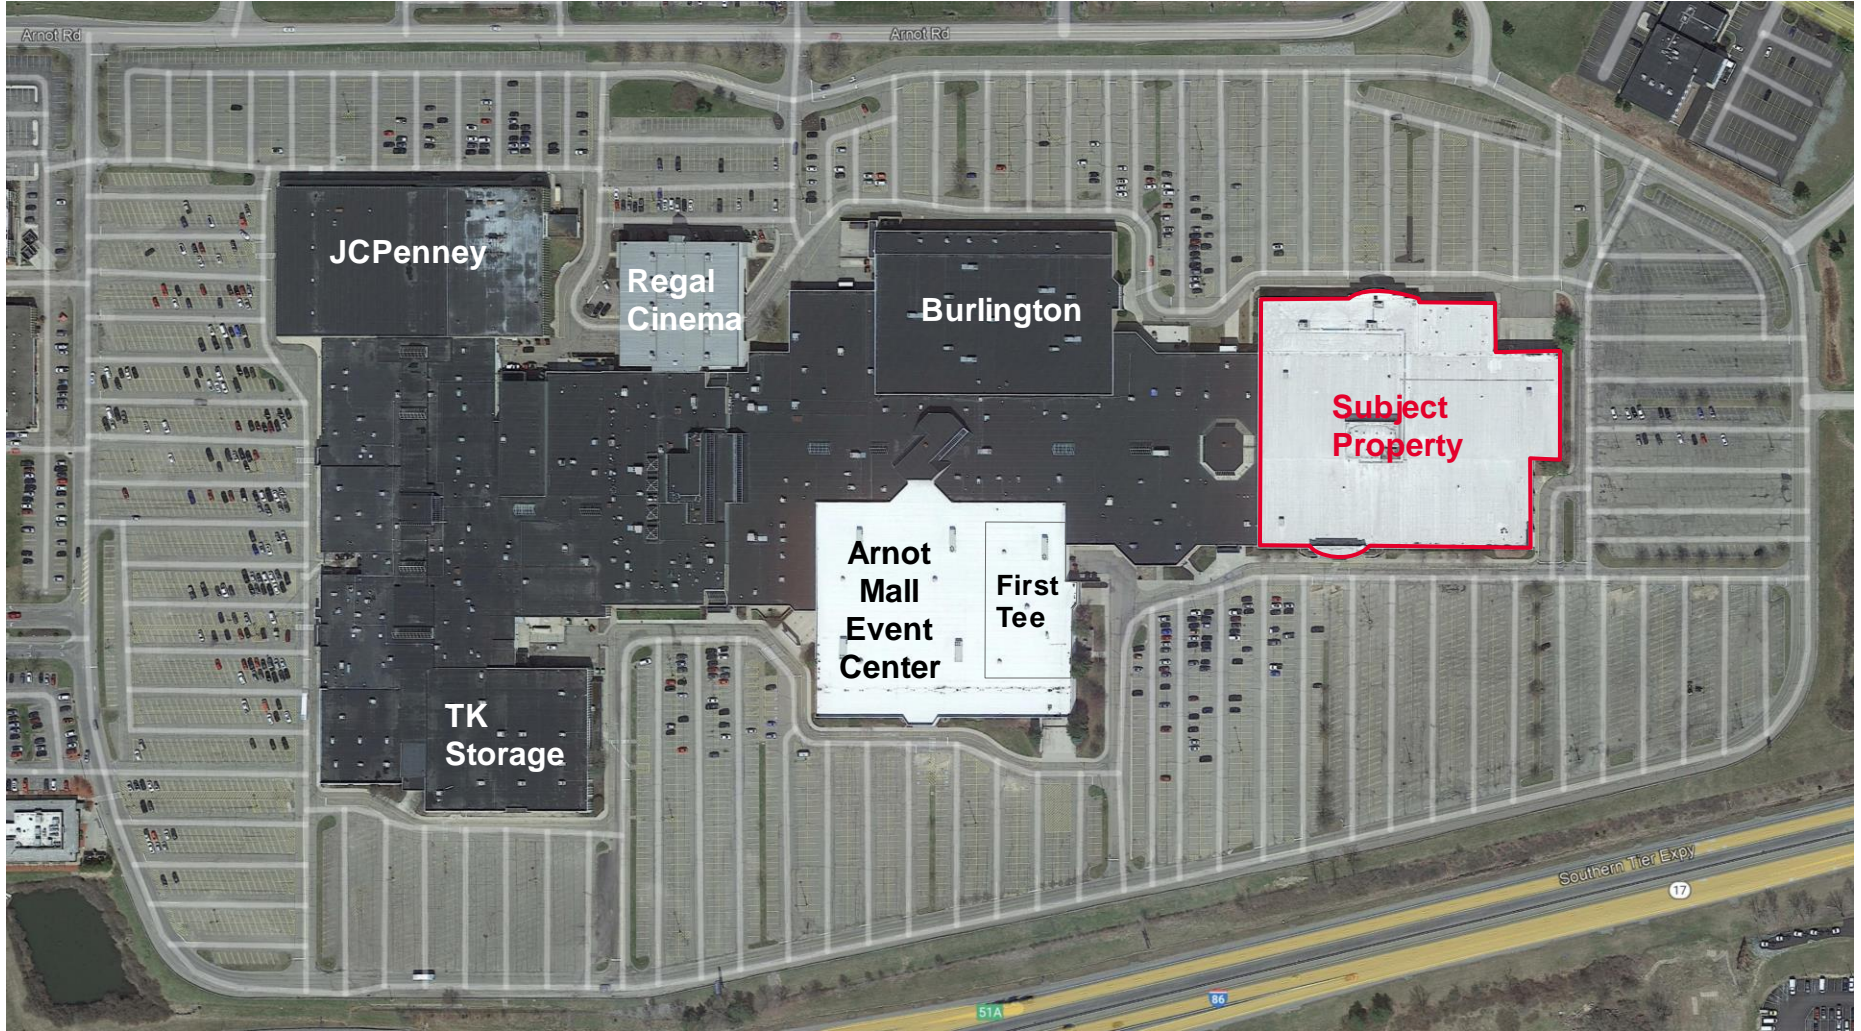 Arnot Rd
Arnot Rd
JCPenney
Regal
Cinema
Burlington
Subject
Property
Arnot
Mall
Event
Center
First
Tee
TK
Storage
Southern Tier Expy
17
86
51A